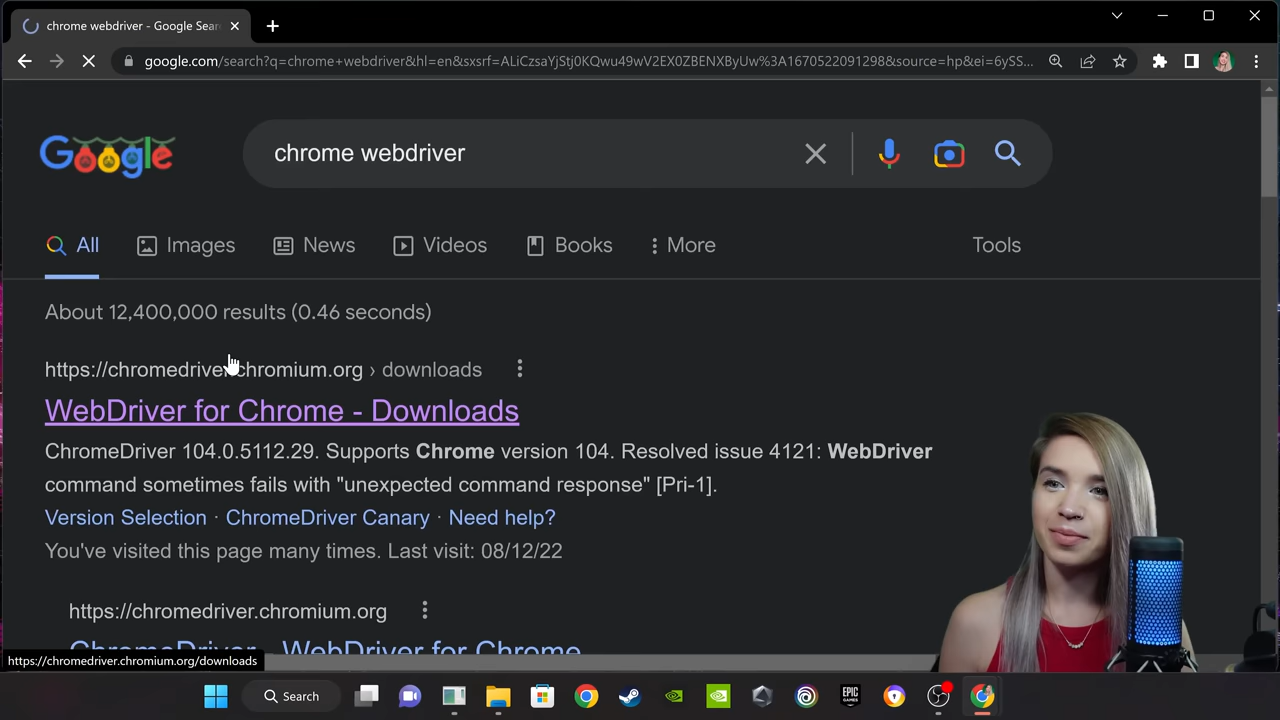 chrome webdriver - Google Sear
google.com/search?q=chrome+webdriver&hl=en&sxsrf=ALiCzsaYjStj0KQwu49wV2EX0ZBENXByUw%3A1670522091298&source=hp&ei=6ySS...
Google
chrome webdriver
All
Images
News
Videos
Books
More
Tools
About 12,400,000 results (0.46 seconds)
https://chromedriver.chromium.org › downloads
WebDriver for Chrome - Downloads
ChromeDriver 104.0.5112.29. Supports Chrome version 104. Resolved issue 4121: WebDriver
command sometimes fails with "unexpected command response" [Pri-1].
Version Selection · ChromeDriver Canary · Need help?
You've visited this page many times. Last visit: 08/12/22
https://chromedriver.chromium.org
ChromeDriver - WebDriver for Chrome
https://chromedriver.chromium.org/downloads
Search
EPIC
GAMES